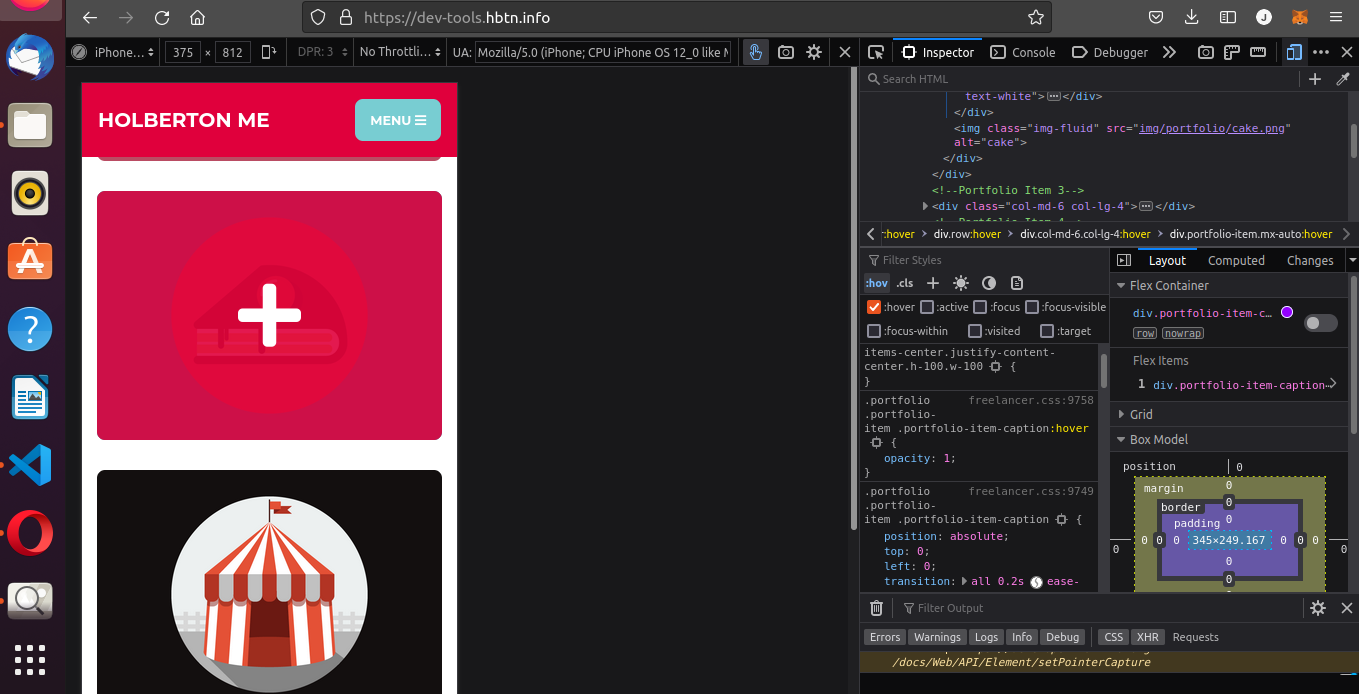 https://dev-tools.hbtn.info
J
iPhone... 375 × 812 DPR: 3 No Throttli... UA: Mozilla/5.0 (iPhone; CPU iPhone OS 12_0 like M
Inspector Console Debugger
Search HTML
HOLBERTON ME
MENU
text-white"></div>
</div>
<img class="img-fluid" src="img/portfolio/cake.png"
alt="cake">
</div>
</div>
<!--Portfolio Item 3-->
<div class="col-md-6 col-lg-4"></div>
<!--Portfolio Item 4-->
:hover div.row:hover div.col-md-6.col-lg-4:hover div.portfolio-item.mx-auto:hover
Filter Styles
:hov .cls
:hover :active :focus :focus-visible
:focus-within :visited :target
items-center.justify-content-
center.h-100.w-100 {
}
.portfolio freelancer.css:9758
.portfolio-
item .portfolio-item-caption:hover
{
opacity: 1;
}
.portfolio freelancer.css:9749
.portfolio-
item .portfolio-item-caption {
position: absolute;
top: 0;
left: 0;
transition: all 0.2s ease-
Layout Computed Changes
Flex Container
div.portfolio-item-c...
row nowrap
Flex Items
1 div.portfolio-item-caption...
Grid
Box Model
position 0
margin 0
border 0
padding 0
0 0 0 0 345×249.167 0 0 0 0
0
0
Filter Output
Errors Warnings Logs Info Debug CSS XHR Requests
/docs/Web/API/Element/setPointerCapture